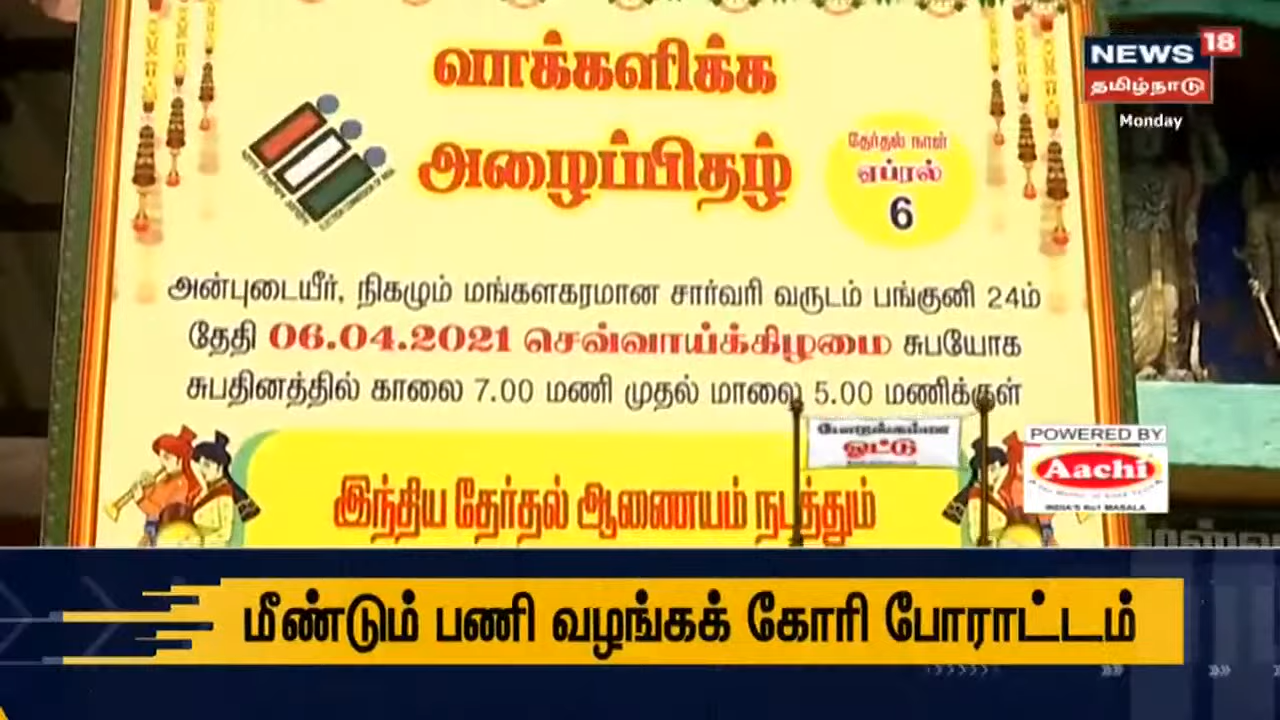 வாக்களிக்க
அழைப்பிதழ்
தேர்தல் நாள்
ஏப்ரல்
6
அன்புடையீர், நிகழும் மங்களகரமான சார்வரி வருடம் பங்குனி 24ம்
தேதி 06.04.2021 செவ்வாய்க்கிழமை சுபயோக
சுபதினத்தில் காலை 7.00 மணி முதல் மாலை 5.00 மணிக்குள்
இந்திய தேர்தல் ஆணையம் நடத்தும்
ஓட்டு
NEWS 18
தமிழ்நாடு
Monday
POWERED BY
Aachi
INDIA'S No.1 MASALA
மீண்டும் பணி வழங்கக் கோரி போராட்டம்